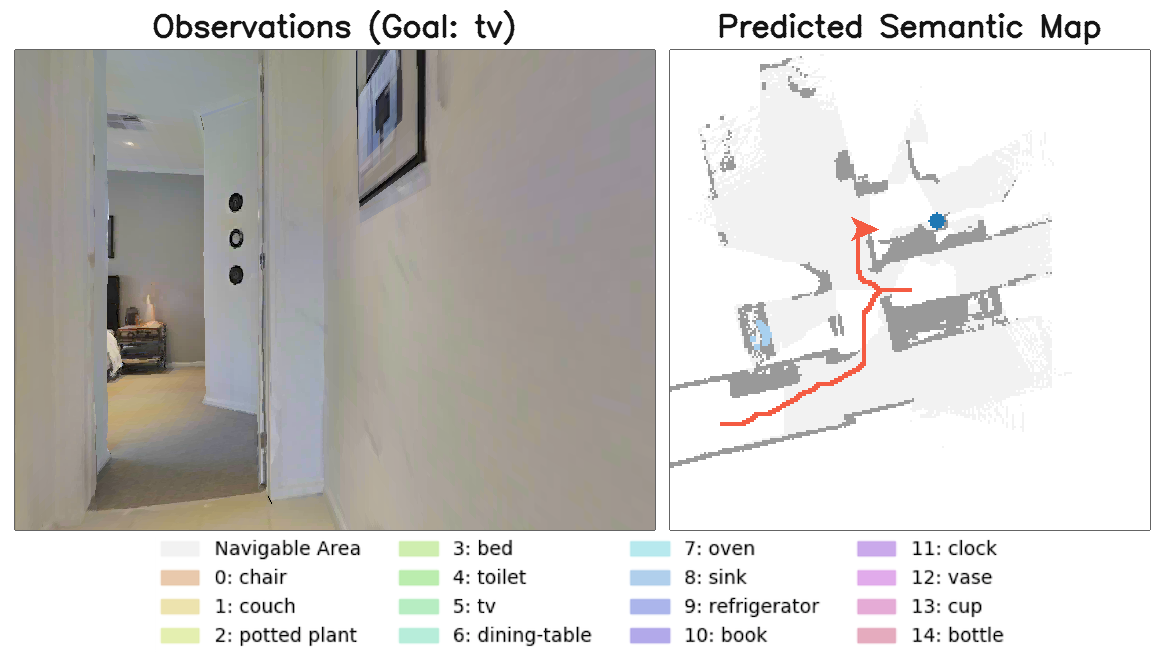 Observations (Goal: tv)
Predicted Semantic Map
Navigable Area
0: chair
1: couch
2: potted plant
3: bed
4: toilet
5: tv
6: dining-table
7: oven
8: sink
9: refrigerator
10: book
11: clock
12: vase
13: cup
14: bottle